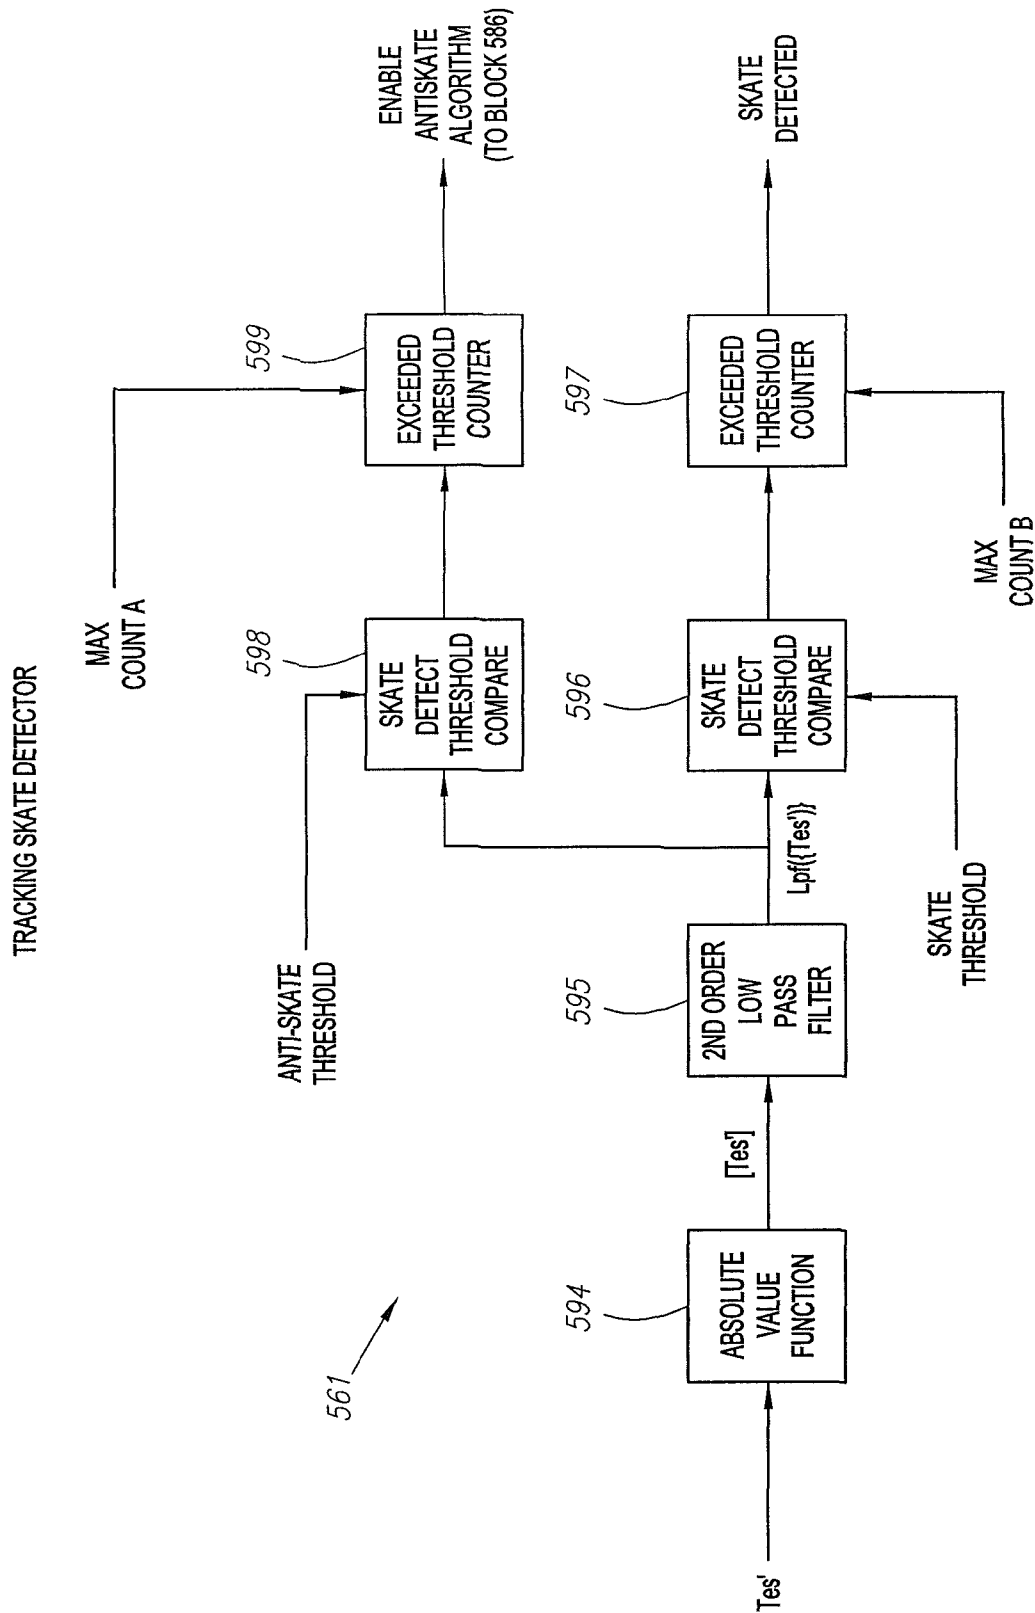 TRACKING SKATE DETECTOR
561
Tes'
594
ABSOLUTE
VALUE
FUNCTION
[Tes']
595
2ND ORDER
LOW
PASS
FILTER
Lpf({Tes')}
ANTI-SKATE
THRESHOLD
598
SKATE
DETECT
THRESHOLD
COMPARE
MAX
COUNT A
599
EXCEEDED
THRESHOLD
COUNTER
ENABLE
ANTISKATE
ALGORITHM
(TO BLOCK 586)
SKATE
THRESHOLD
596
SKATE
DETECT
THRESHOLD
COMPARE
MAX
COUNT B
597
EXCEEDED
THRESHOLD
COUNTER
SKATE
DETECTED